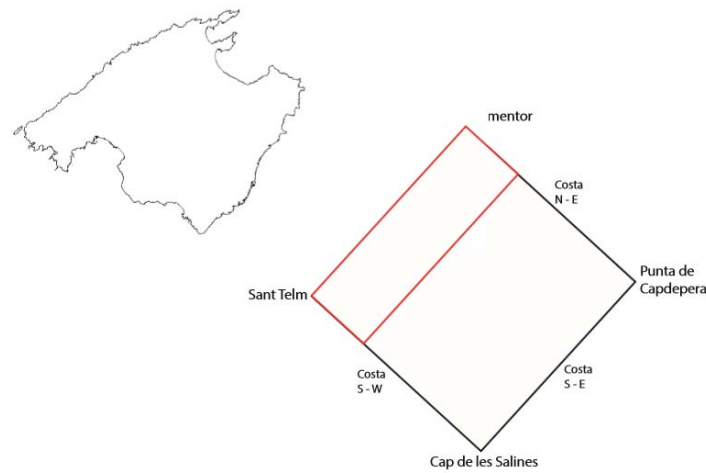 mentor
Costa
N - E
Punta de
Capdepera
Sant Telm
Costa
S - W
Costa
S - E
Cap de les Salines